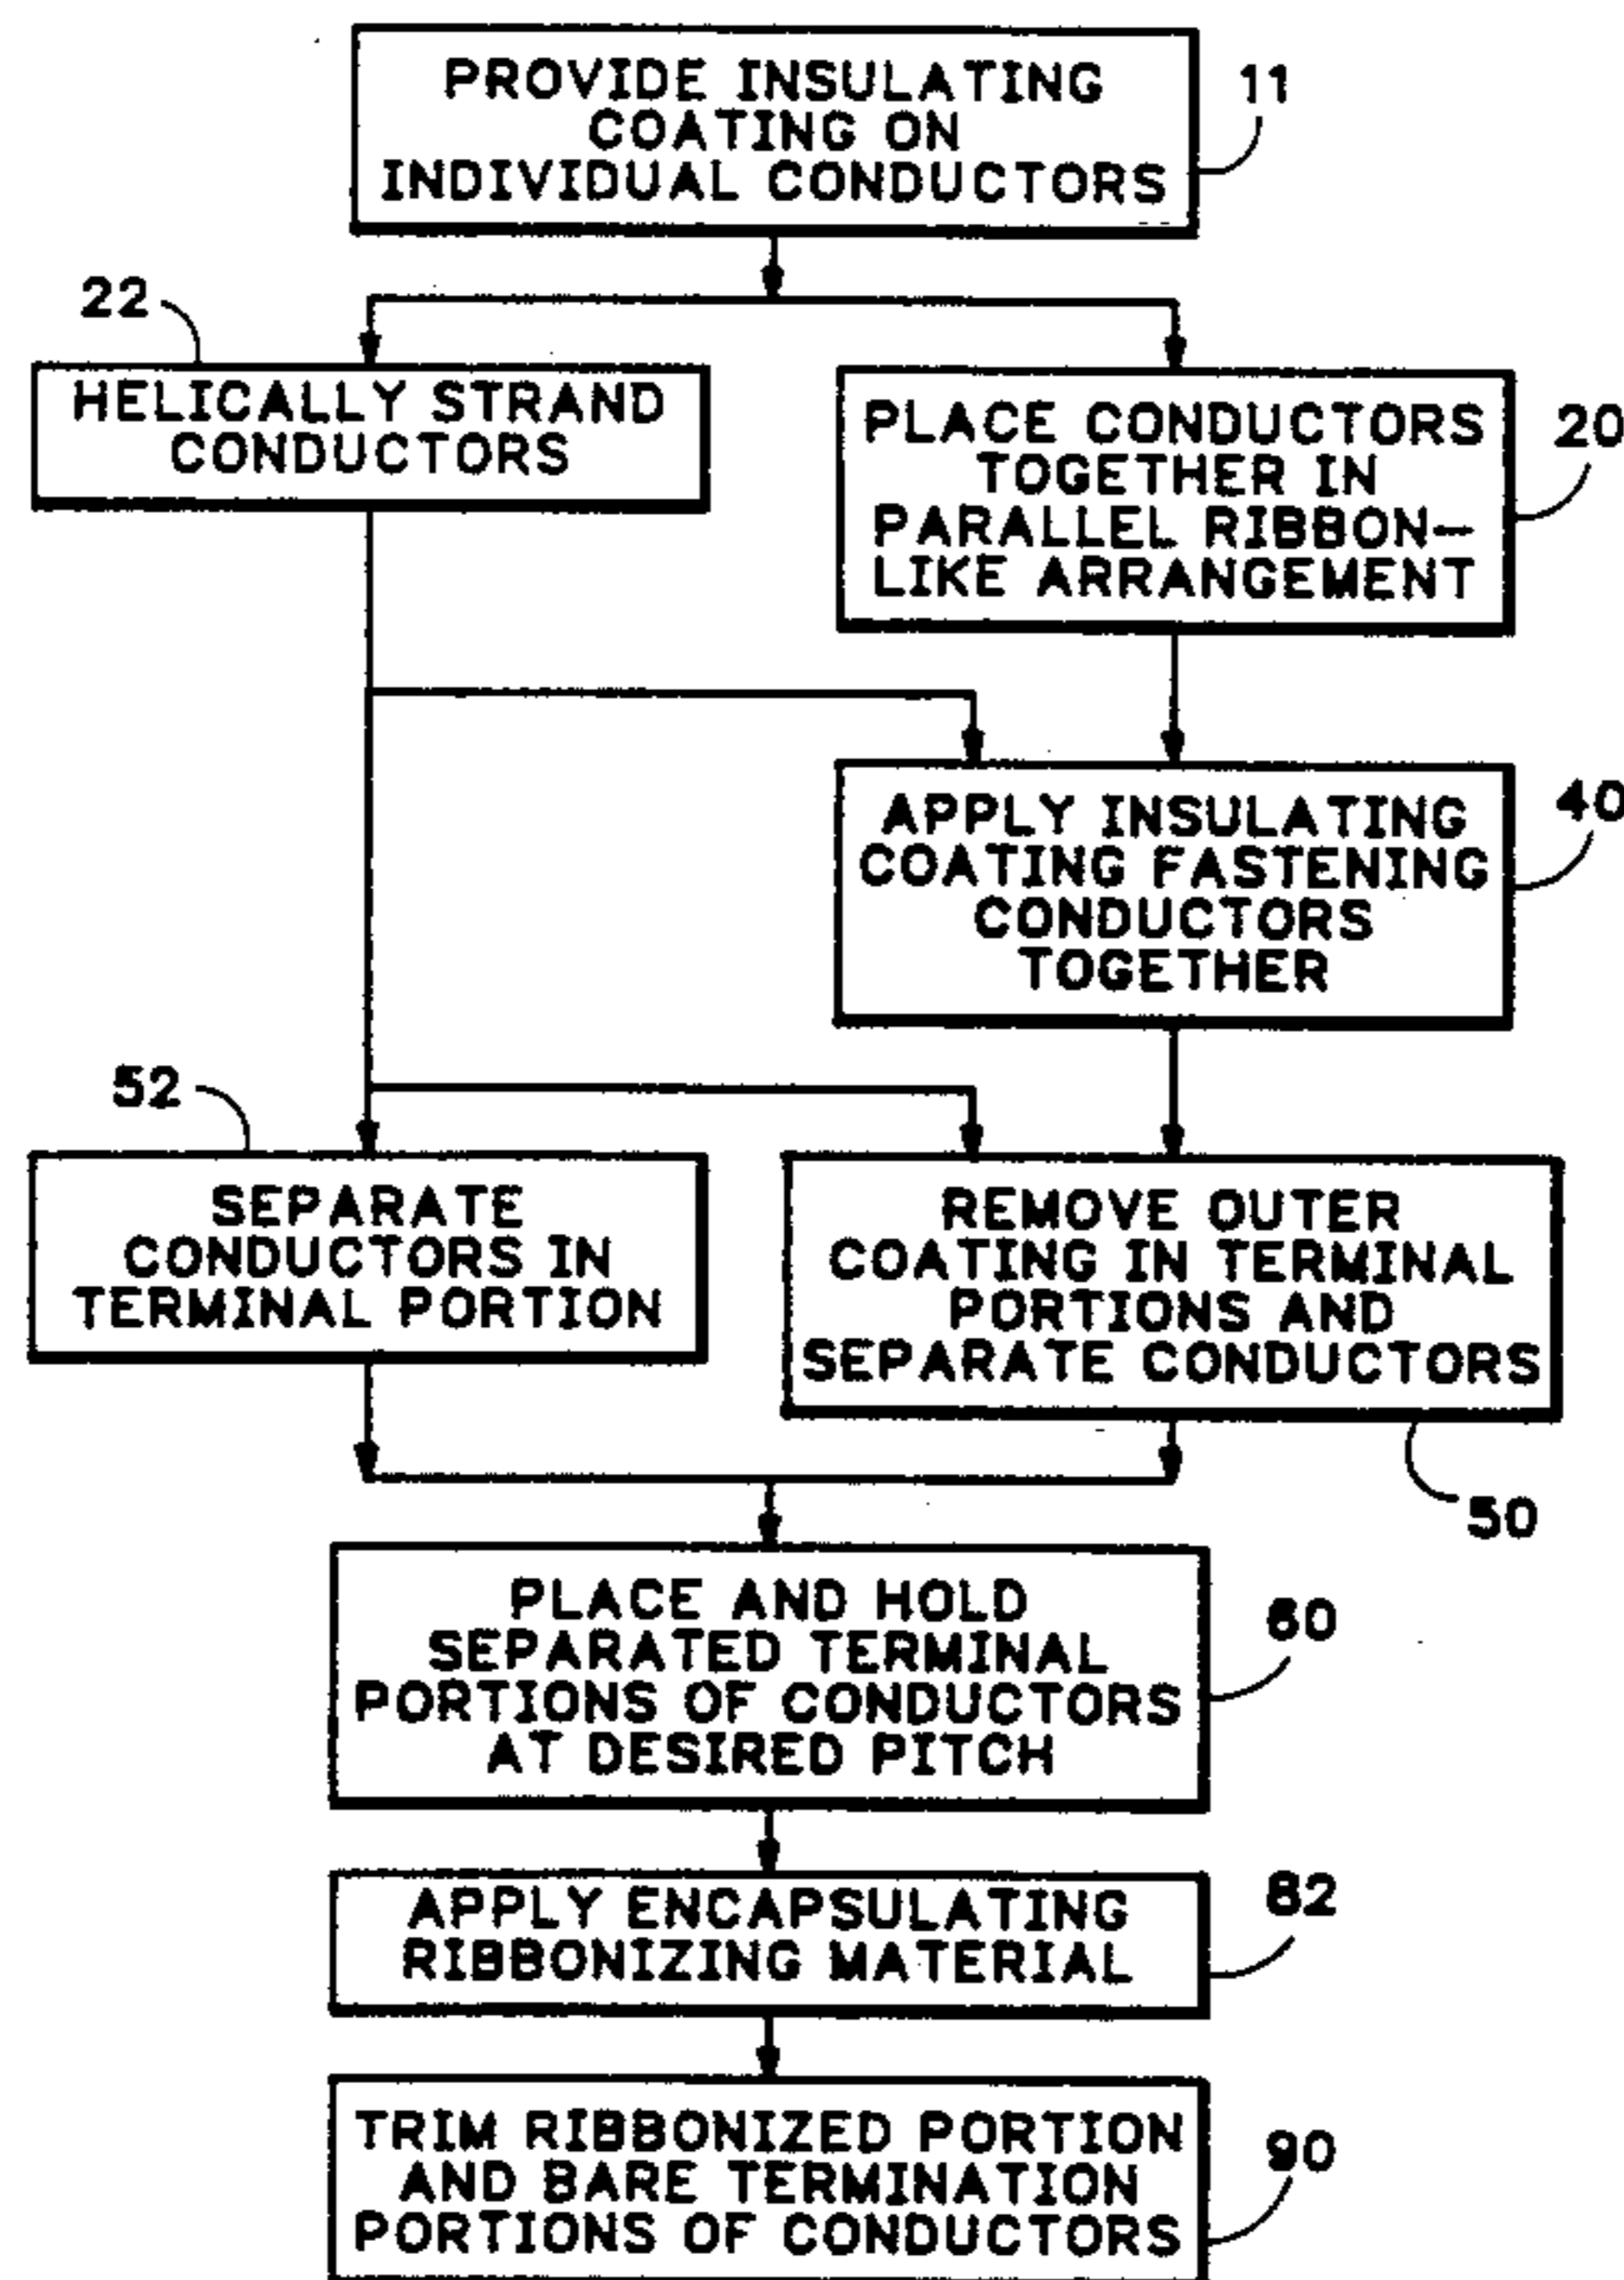 PROVIDE INSULATING
COATING ON
INDIVIDUAL CONDUCTORS
11
22
HELICALLY STRAND
CONDUCTORS
PLACE CONDUCTORS
TOGETHER IN
PARALLEL RIBBON-
LIKE ARRANGEMENT
20
APPLY INSULATING
COATING FASTENING
CONDUCTORS
TOGETHER
40
52
SEPARATE
CONDUCTORS IN
TERMINAL PORTION
REMOVE OUTER
COATING IN TERMINAL
PORTIONS AND
SEPARATE CONDUCTORS
50
PLACE AND HOLD
SEPARATED TERMINAL
PORTIONS OF CONDUCTORS
AT DESIRED PITCH
60
APPLY ENCAPSULATING
RIBBONIZING MATERIAL
82
TRIM RIBBONIZED PORTION
AND BARE TERMINATION
PORTIONS OF CONDUCTORS
90